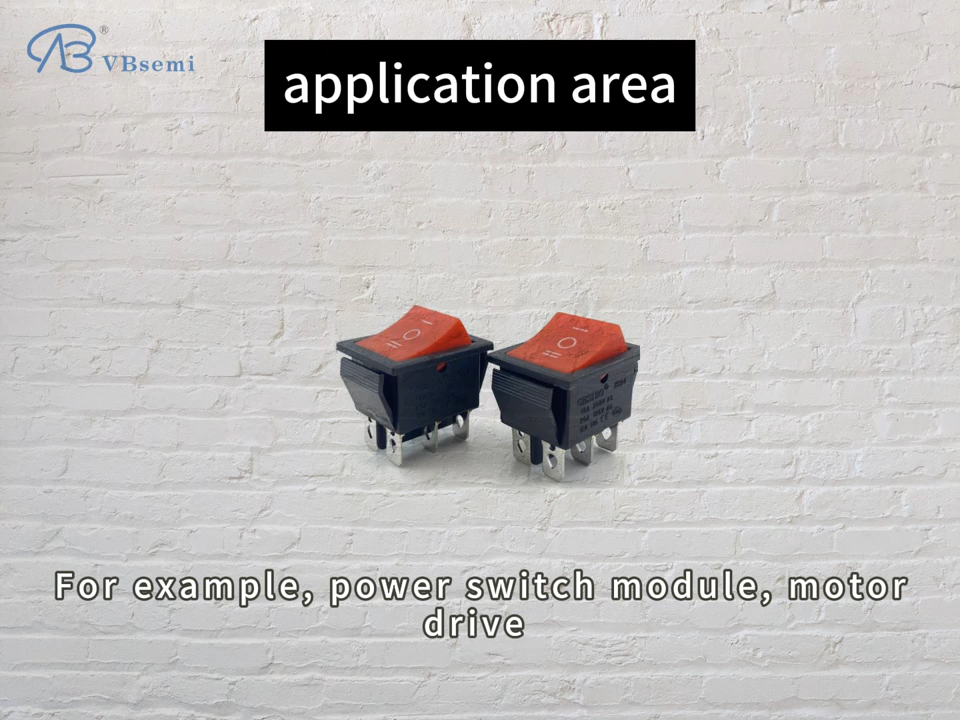 VBsemi
®
application area
For example, power switch module, motor
drive